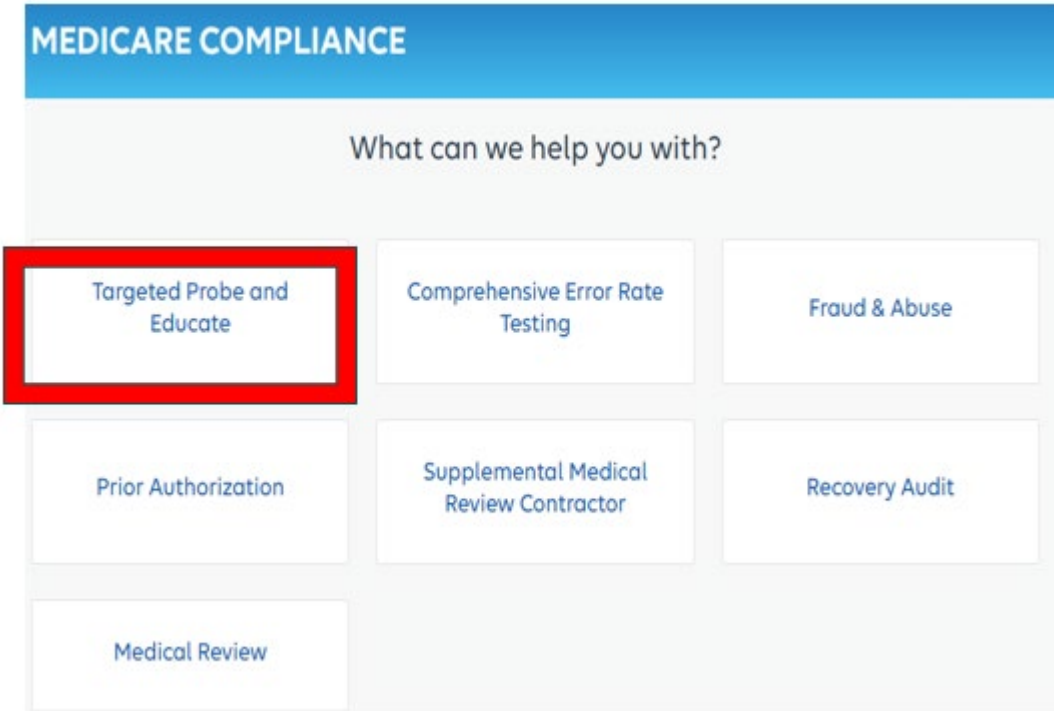 MEDICARE COMPLIANCE
What can we help you with?
Targeted Probe and
Educate
Comprehensive Error Rate
Testing
Fraud & Abuse
Prior Authorization
Supplemental Medical
Review Contractor
Recovery Audit
Medical Review